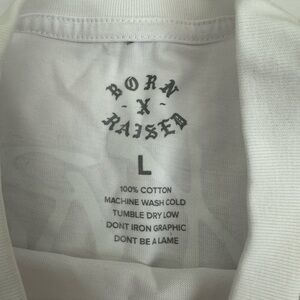 BORN
- X -
RAISED
L
100% COTTON
MACHINE WASH COLD
TUMBLE DRY LOW
DONT IRON GRAPHIC
DONT BE A LAME